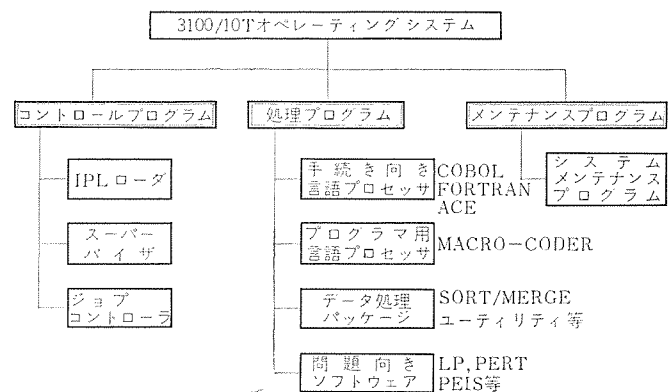 3100/10Tオペレーティングシステム
コントロールプログラム
IPLローダ
スーパー
バイザ
ジョブ
コントローラ
処理プログラム
手続き向き
言語プロセッサ
COBOL
FORTRAN
ACE
プログラマ用
言語プロセッサ
MACRO-CODER
データ処理
パッケージ
SORT/MERGE
ユーティリティ等
問題向き
ソフトウェア
LP, PERT
PEIS等
メンテナンスプログラム
システム
メンテナンス
プログラム